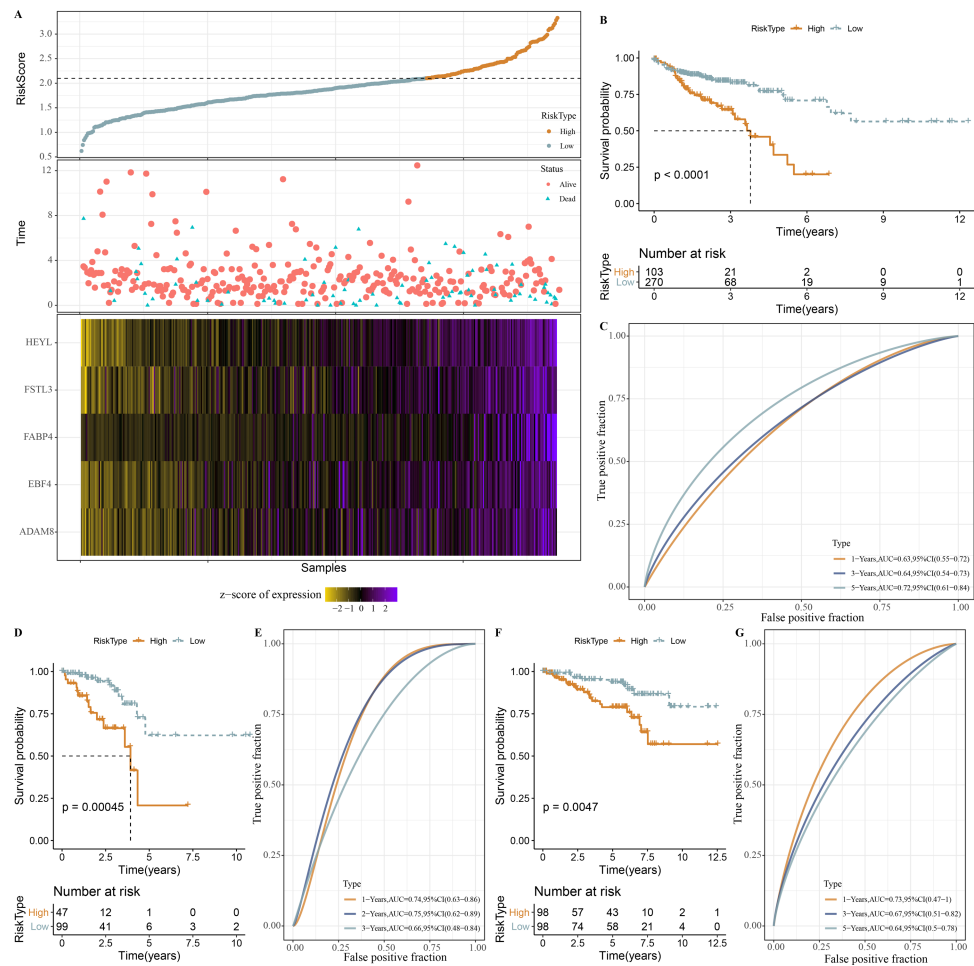 A
RiskScore
3.0
2.5
2.0
1.5
1.0
0.5
RiskType
High
Low
Time
12
8
4
0
Status
Alive
Dead
HEYL
FSTL3
FABP4
EBF4
ADAM8
Samples
z−score of expression
−2 −1 0 1 2
B
RiskType High Low
Survival probability
1.00
0.75
0.50
0.25
0.00
p < 0.0001
0 3 6 9 12
Time(years)
Number at risk
RiskType
High 103 21 2 0 0
Low 270 68 19 9 1
0 3 6 9 12
Time(years)
C
True positive fraction
1.00
0.75
0.50
0.25
0.00
Type
1−Years,AUC=0.63,95%CI(0.55−0.72)
3−Years,AUC=0.64,95%CI(0.54−0.73)
5−Years,AUC=0.72,95%CI(0.61−0.84)
0.00 0.25 0.50 0.75 1.00
False positive fraction
D
RiskType High Low
Survival probability
1.00
0.75
0.50
0.25
0.00
p = 0.00045
0 2.5 5 7.5 10
Time(years)
Number at risk
RiskType
High 47 12 1 0 0
Low 99 41 6 3 2
0 2.5 5 7.5 10
Time(years)
E
True positive fraction
1.00
0.75
0.50
0.25
0.00
Type
1−Years,AUC=0.74,95%CI(0.63−0.86)
2−Years,AUC=0.75,95%CI(0.62−0.89)
3−Years,AUC=0.66,95%CI(0.48−0.84)
0.00 0.25 0.50 0.75 1.00
False positive fraction
F
RiskType High Low
Survival probability
1.00
0.75
0.50
0.25
0.00
p = 0.0047
0 2.5 5 7.5 10 12.5
Time(years)
Number at risk
RiskType
High 98 57 43 10 2 1
Low 98 74 58 21 4 0
0 2.5 5 7.5 10 12.5
Time(years)
G
True positive fraction
1.00
0.75
0.50
0.25
0.00
Type
1−Years,AUC=0.73,95%CI(0.47−1)
3−Years,AUC=0.67,95%CI(0.51−0.82)
5−Years,AUC=0.64,95%CI(0.5−0.78)
0.00 0.25 0.50 0.75 1.00
False positive fraction